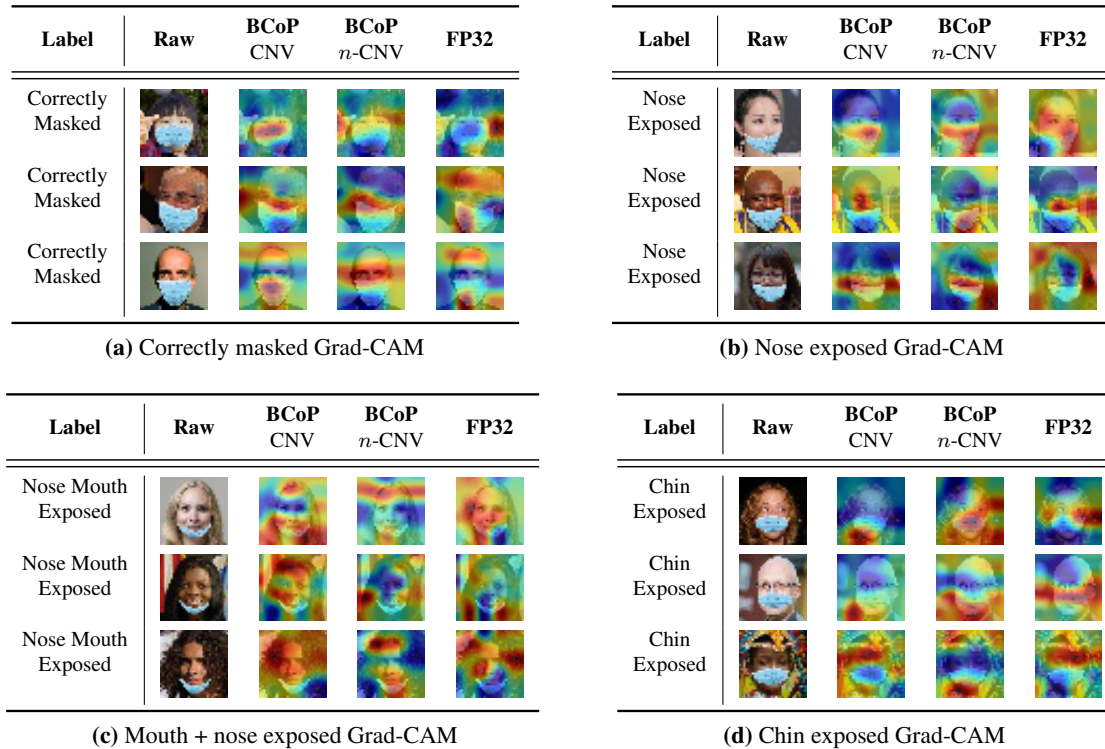 Label Raw BCoP CNV BCoP n-CNV FP32
Correctly Masked
Correctly Masked
Correctly Masked
(a) Correctly masked Grad-CAM
Label Raw BCoP CNV BCoP n-CNV FP32
Nose Exposed
Nose Exposed
Nose Exposed
(b) Nose exposed Grad-CAM
Label Raw BCoP CNV BCoP n-CNV FP32
Nose Mouth Exposed
Nose Mouth Exposed
Nose Mouth Exposed
(c) Mouth + nose exposed Grad-CAM
Label Raw BCoP CNV BCoP n-CNV FP32
Chin Exposed
Chin Exposed
Chin Exposed
(d) Chin exposed Grad-CAM